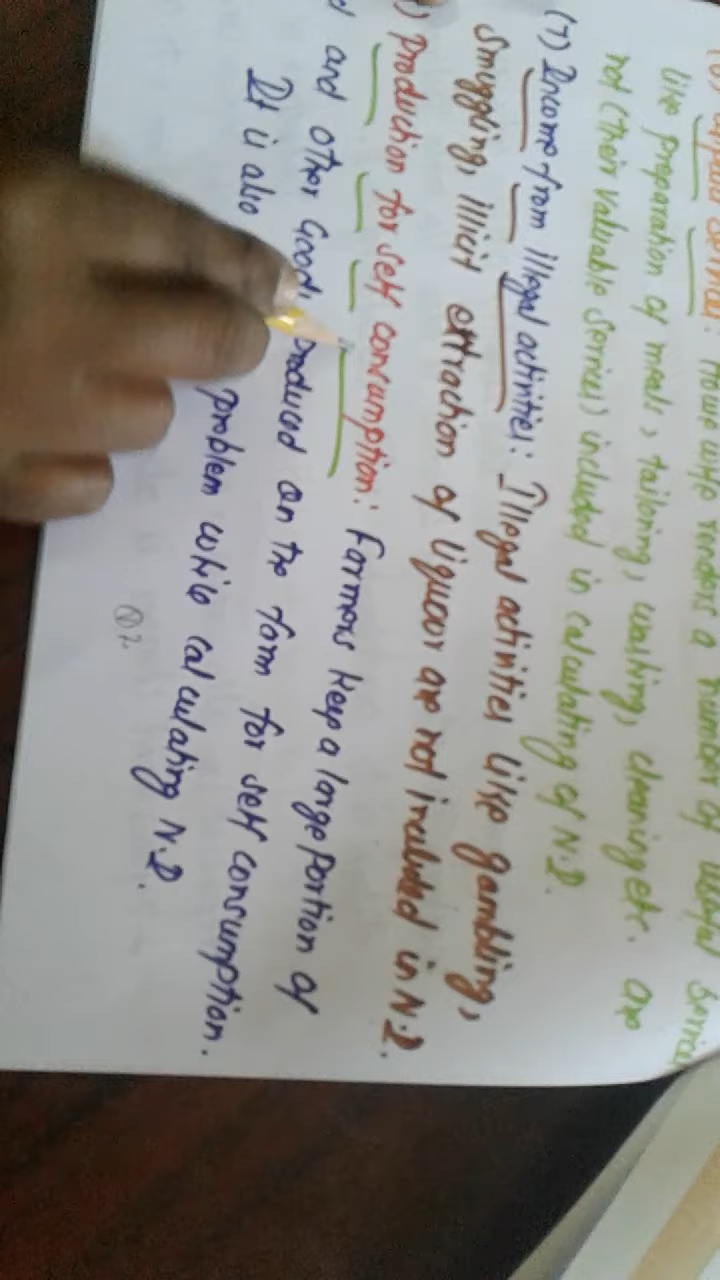 like preparation of meals, tailoring, washing, cleaning etc. are
not (their valuable services) included in calculating of N.I.
(7) Income from illegal activities: Illegal activities like gambling,
smuggling, illicit extraction of liquour are not included in N.I.
) Production for self consumption: Farmers keep a large portion of
and other Goods produced on the farm for self consumption.
It is also problem while calculating N.I.